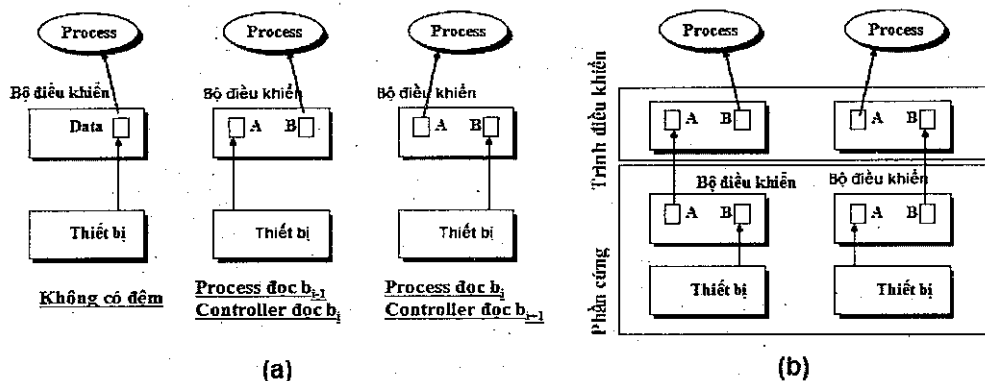 Process
Process
Process
Bộ điều khiển
Bộ điều khiển
Bộ điều khiển
Data
A
B
A
B
Thiết bị
Thiết bị
Thiết bị
Không có đệm
Process đọc bi-1
Controller đọc bi
Process đọc bi
Controller đọc bi-1
(a)
Process
Process
Trình điều khiển
A
B
A
B
Phần cứng
Bộ điều khiển
Bộ điều khiển
A
B
A
B
Thiết bị
Thiết bị
(b)